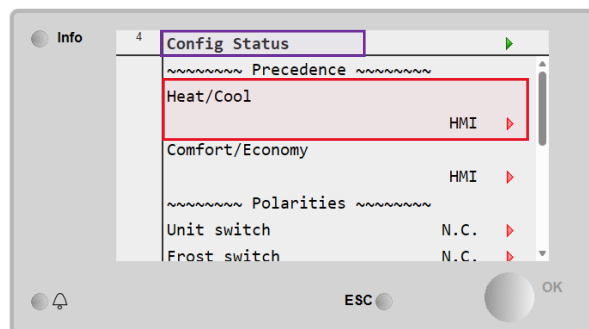 Info
4
Config Status
~~~~~~~~ Precedence ~~~~~~~~
Heat/Cool
HMI
Comfort/Economy
HMI
~~~~~~~~ Polarities ~~~~~~~~
Unit switch N.C.
Frost switch N.C.
ESC
OK